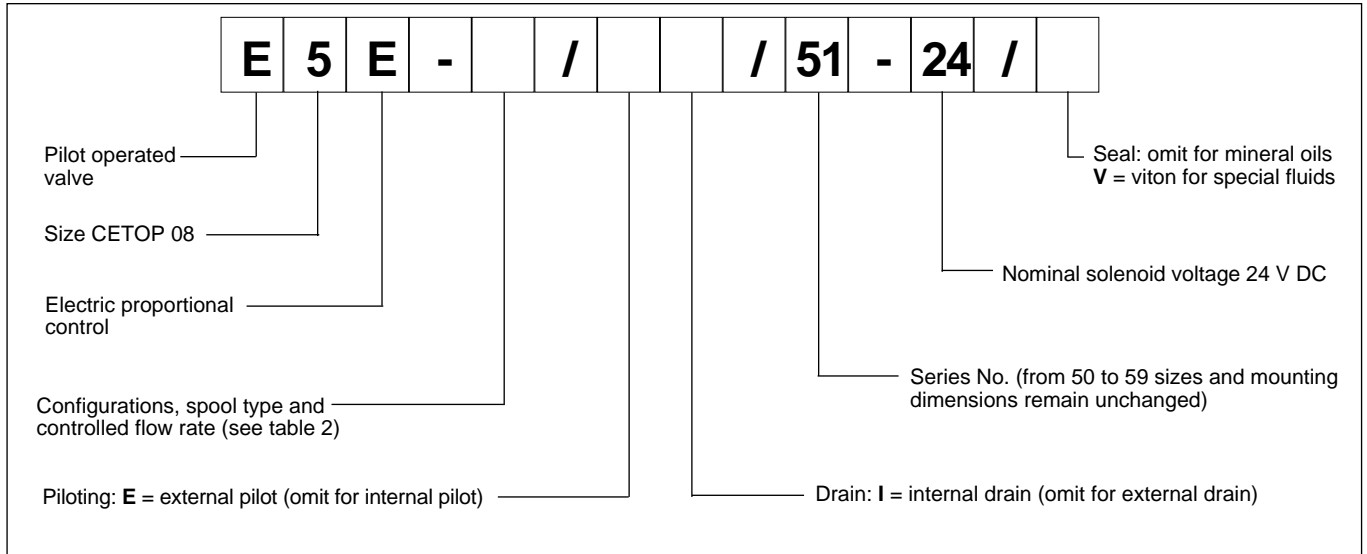 E 5 E - / / 51 - 24 /
Pilot operated
valve
Seal: omit for mineral oils
V = viton for special fluids
Size CETOP 08
Nominal solenoid voltage 24 V DC
Electric proportional
control
Series No. (from 50 to 59 sizes and mounting
dimensions remain unchanged)
Configurations, spool type and
controlled flow rate (see table 2)
Piloting: E = external pilot (omit for internal pilot)
Drain: I = internal drain (omit for external drain)